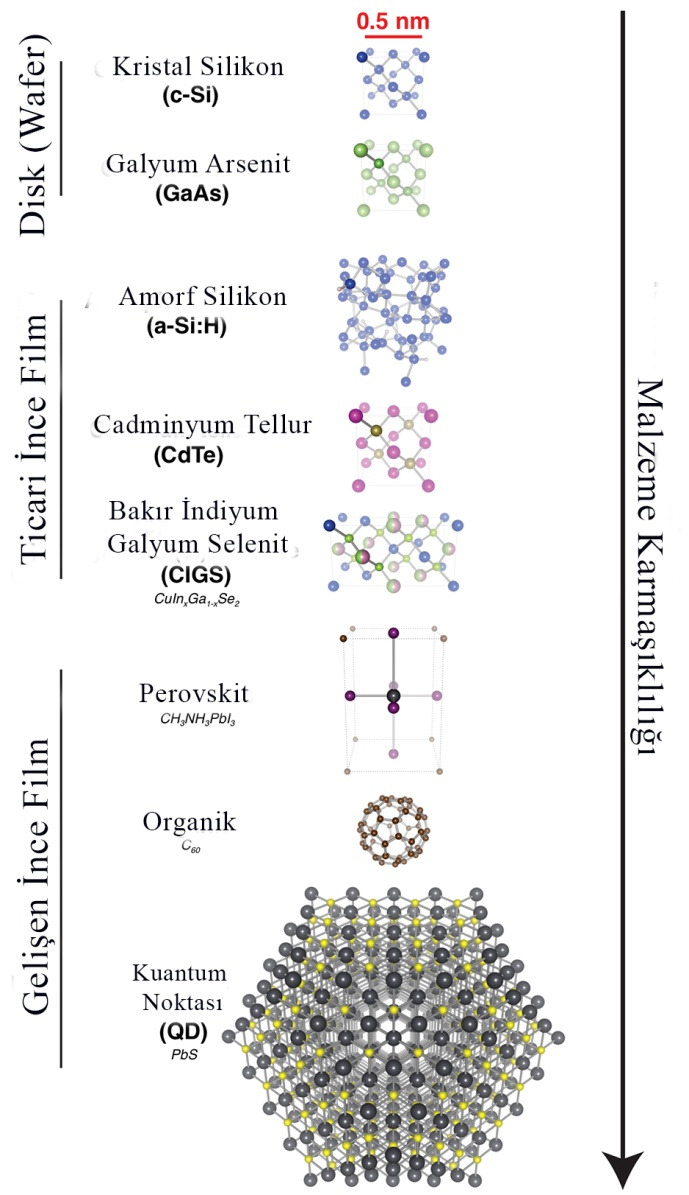 0.5 nm
Disk (Wafer)
Kristal Silikon
(c-Si)
Galyum Arsenit
(GaAs)
Ticari İnce Film
Amorf Silikon
(a-Si:H)
Cadminyum Tellur
(CdTe)
Bakır İndiyum
Galyum Selenit
(CIGS)
CuInₓGa₁₋ₓSe₂
Gelişen İnce Film
Perovskit
CH₃NH₃PbI₃
Organik
C₆₀
Kuantum
Noktası
(QD)
PbS
Malzeme Karmaşıklılığı